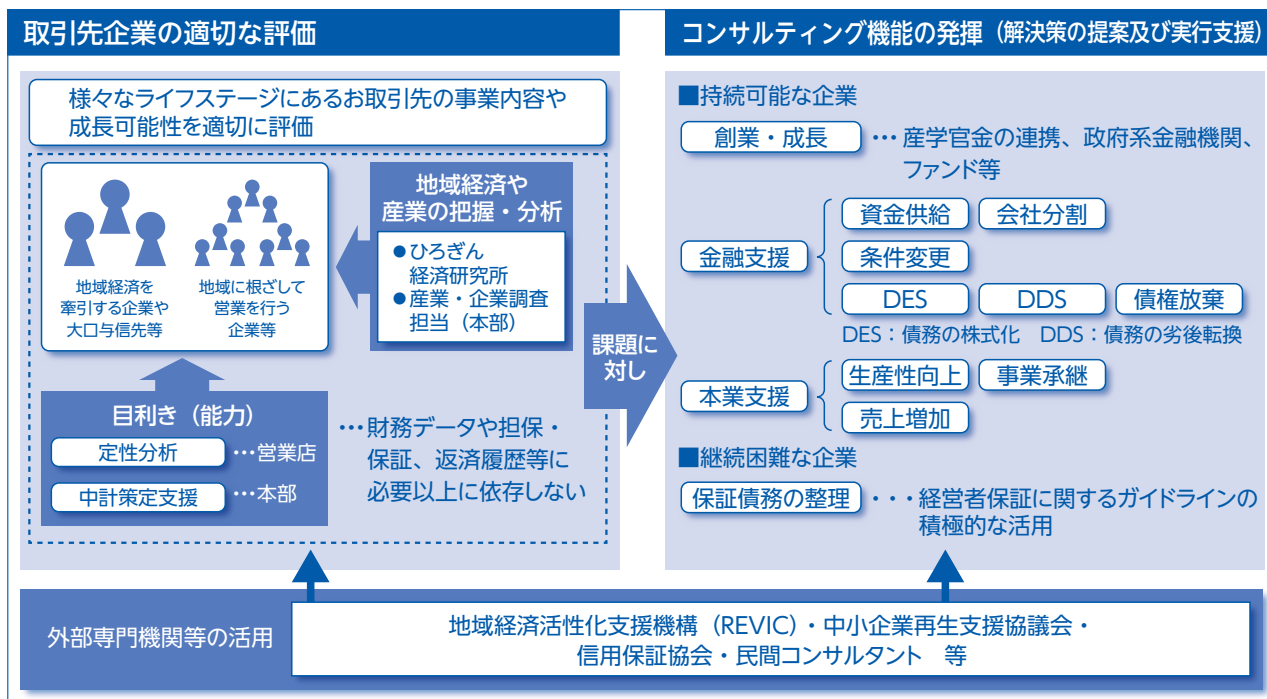 取引先企業の適切な評価
様々なライフステージにあるお取引先の事業内容や
成長可能性を適切に評価
地域経済を
牽引する企業や
大口与信先等
地域に根ざして
営業を行う
企業等
地域経済や
産業の把握・分析
●ひろぎん
経済研究所
●産業・企業調査
担当（本部）
目利き（能力）
定性分析 …営業店
中計策定支援 …本部
…財務データや担保・
保証、返済履歴等に
必要以上に依存しない
課題に
対し
コンサルティング機能の発揮（解決策の提案及び実行支援）
■持続可能な企業
創業・成長 … 産学官金の連携、政府系金融機関、
ファンド等
金融支援
資金供給 会社分割
条件変更
DES DDS 債権放棄
DES：債務の株式化 DDS：債務の劣後転換
本業支援
生産性向上 事業承継
売上増加
■継続困難な企業
保証債務の整理 ・・・経営者保証に関するガイドラインの
積極的な活用
外部専門機関等の活用
地域経済活性化支援機構（REVIC）・中小企業再生支援協議会・
信用保証協会・民間コンサルタント 等